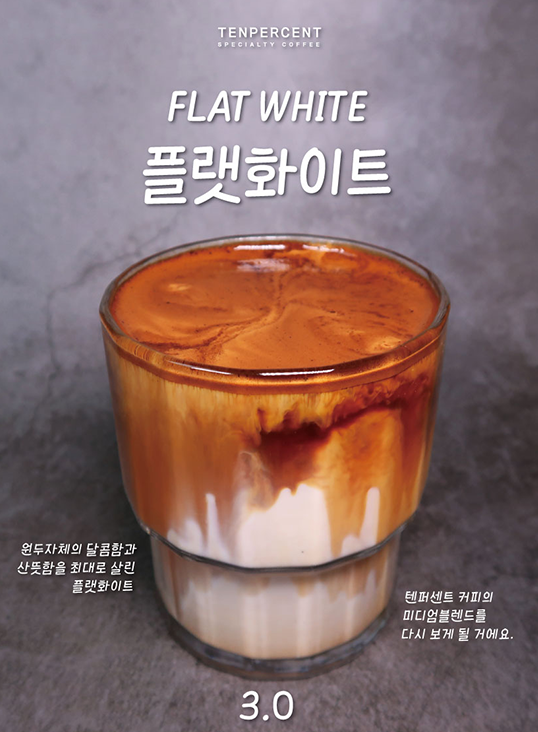 TENPERCENT
SPECIALTY COFFEE
FLAT WHITE
플랫화이트
원두자체의 달콤함과
산뜻함을 최대로 살린
플랫화이트
텐퍼센트 커피의
미디엄블렌드를
다시 보게 될 거에요.
3.0